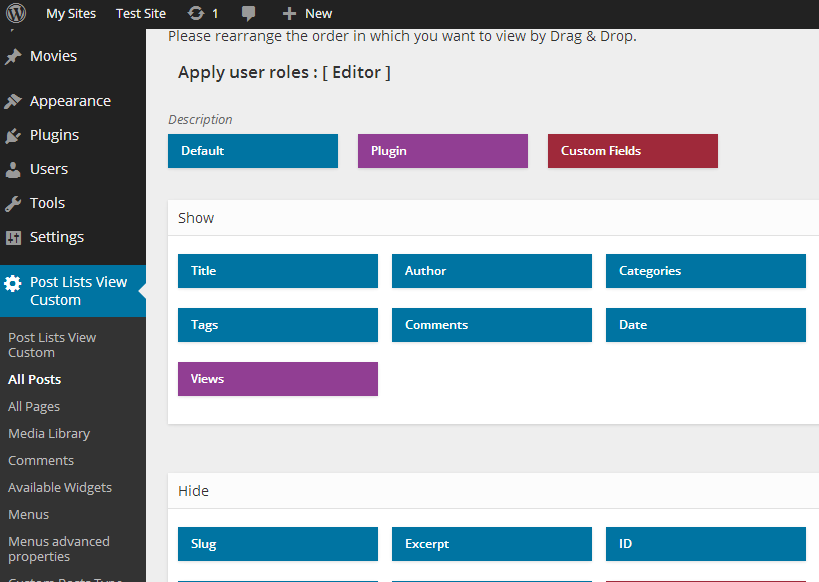 My Sites Test Site 1 New
Movies
Appearance
Plugins
Users
Tools
Settings
Post Lists View
Custom
Post Lists View
Custom
All Posts
All Pages
Media Library
Comments
Available Widgets
Menus
Menus advanced
properties
Custom Posts Type
Please rearrange the order in which you want to view by Drag & Drop.
Apply user roles : [ Editor ]
Description
Default Plugin Custom Fields
Show
Title Author Categories
Tags Comments Date
Views
Hide
Slug Excerpt ID